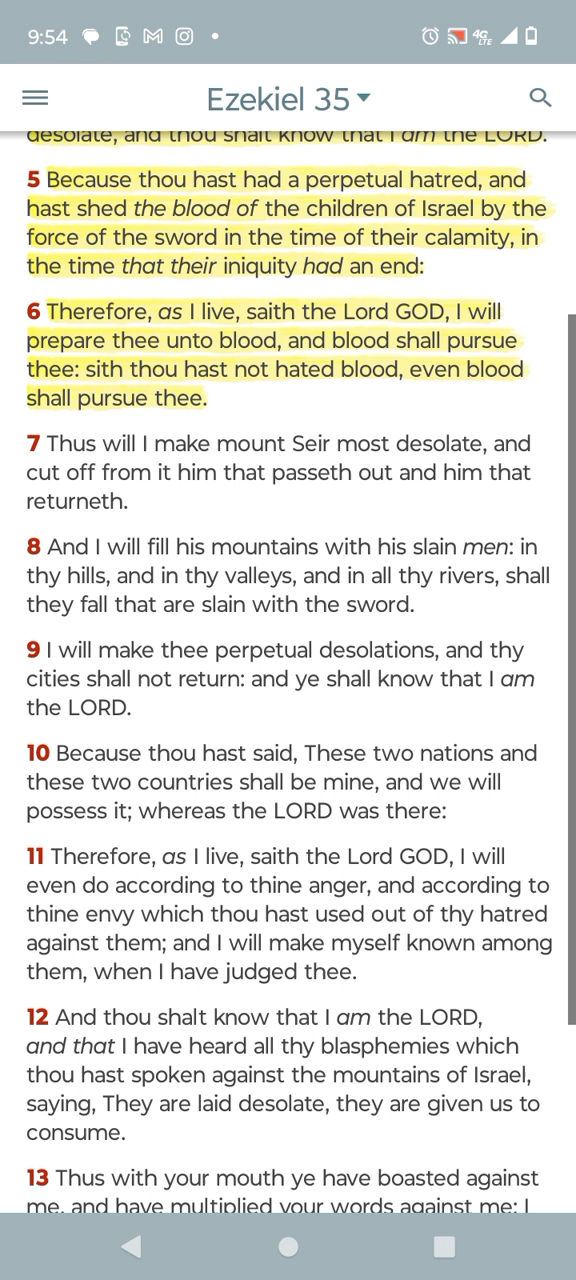 9:54
4G
LTE
Ezekiel 35
desolate, and thou shalt know that I am the LORD.
5 Because thou hast had a perpetual hatred, and
hast shed the blood of the children of Israel by the
force of the sword in the time of their calamity, in
the time that their iniquity had an end:
6 Therefore, as I live, saith the Lord GOD, I will
prepare thee unto blood, and blood shall pursue
thee: sith thou hast not hated blood, even blood
shall pursue thee.
7 Thus will I make mount Seir most desolate, and
cut off from it him that passeth out and him that
returneth.
8 And I will fill his mountains with his slain men: in
thy hills, and in thy valleys, and in all thy rivers, shall
they fall that are slain with the sword.
9 I will make thee perpetual desolations, and thy
cities shall not return: and ye shall know that I am
the LORD.
10 Because thou hast said, These two nations and
these two countries shall be mine, and we will
possess it; whereas the LORD was there:
11 Therefore, as I live, saith the Lord GOD, I will
even do according to thine anger, and according to
thine envy which thou hast used out of thy hatred
against them; and I will make myself known among
them, when I have judged thee.
12 And thou shalt know that I am the LORD,
and that I have heard all thy blasphemies which
thou hast spoken against the mountains of Israel,
saying, They are laid desolate, they are given us to
consume.
13 Thus with your mouth ye have boasted against
me, and have multiplied your words against me: I